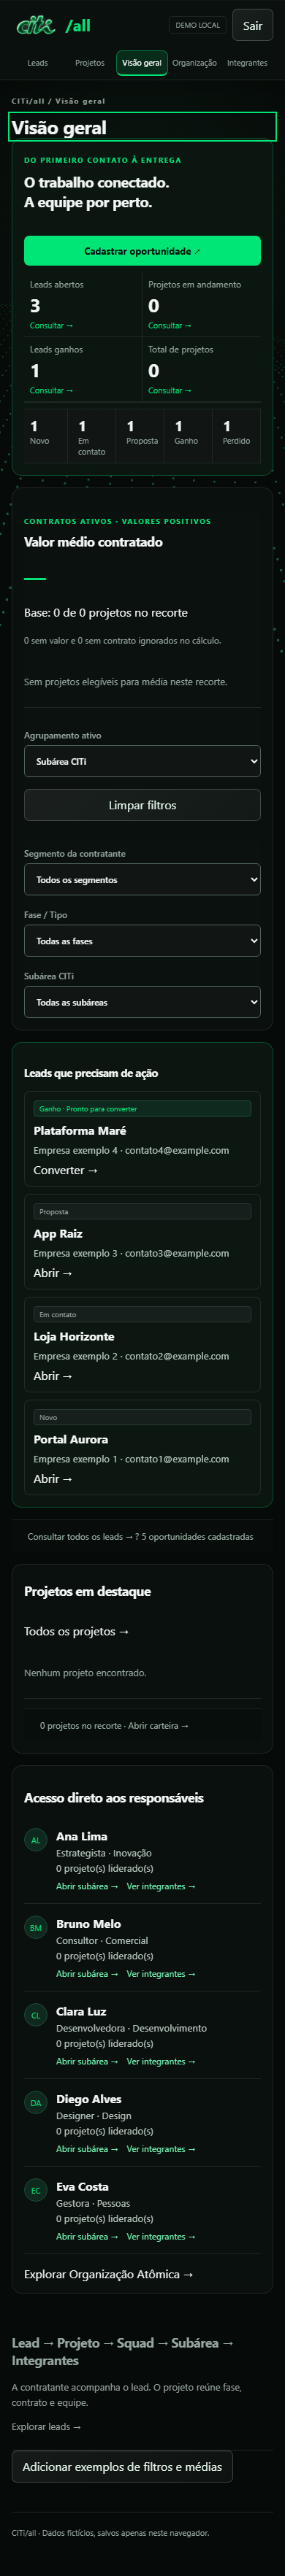 citi /all
DEMO LOCAL
Sair
Leads
Projetos
Visão geral
Organização
Integrantes
CITi/all / Visão geral
Visão geral
DO PRIMEIRO CONTATO À ENTREGA
O trabalho conectado.
A equipe por perto.
Cadastrar oportunidade ↗
Leads abertos
3
Consultar →
Projetos em andamento
0
Consultar →
Leads ganhos
1
Consultar →
Total de projetos
0
Consultar →
1
Novo
1
Em
contato
1
Proposta
1
Ganho
1
Perdido
CONTRATOS ATIVOS · VALORES POSITIVOS
Valor médio contratado
—
Base: 0 de 0 projetos no recorte
0 sem valor e 0 sem contrato ignorados no cálculo.
Sem projetos elegíveis para média neste recorte.
Agrupamento ativo
Subárea CITi
Limpar filtros
Segmento da contratante
Todos os segmentos
Fase / Tipo
Todas as fases
Subárea CITi
Todas as subáreas
Leads que precisam de ação
Ganho · Pronto para converter
Plataforma Maré
Empresa exemplo 4 · contato4@example.com
Converter →
Proposta
App Raiz
Empresa exemplo 3 · contato3@example.com
Abrir →
Em contato
Loja Horizonte
Empresa exemplo 2 · contato2@example.com
Abrir →
Novo
Portal Aurora
Empresa exemplo 1 · contato1@example.com
Abrir →
Consultar todos os leads → ? 5 oportunidades cadastradas
Projetos em destaque
Todos os projetos →
Nenhum projeto encontrado.
0 projetos no recorte · Abrir carteira →
Acesso direto aos responsáveis
AL
Ana Lima
Estrategista · Inovação
0 projeto(s) liderado(s)
Abrir subárea → Ver integrantes →
BM
Bruno Melo
Consultor · Comercial
0 projeto(s) liderado(s)
Abrir subárea → Ver integrantes →
CL
Clara Luz
Desenvolvedora · Desenvolvimento
0 projeto(s) liderado(s)
Abrir subárea → Ver integrantes →
DA
Diego Alves
Designer · Design
0 projeto(s) liderado(s)
Abrir subárea → Ver integrantes →
EC
Eva Costa
Gestora · Pessoas
0 projeto(s) liderado(s)
Abrir subárea → Ver integrantes →
Explorar Organização Atômica →
Lead → Projeto → Squad → Subárea →
Integrantes
A contratante acompanha o lead. O projeto reúne fase,
contrato e equipe.
Explorar leads →
Adicionar exemplos de filtros e médias
CITi/all · Dados fictícios, salvos apenas neste navegador.